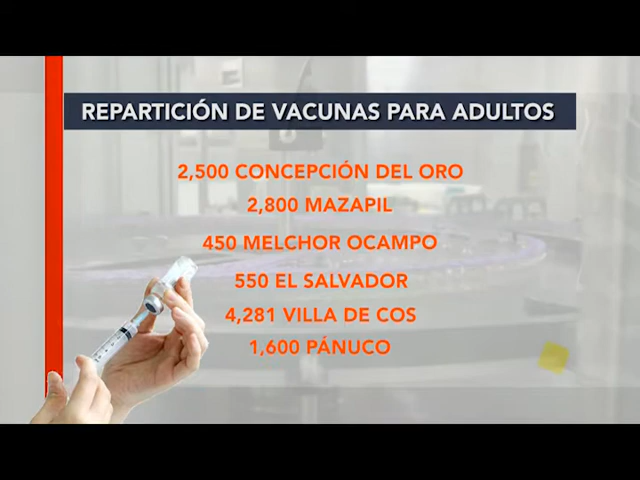 REPARTICIÓN DE VACUNAS PARA ADULTOS
2,500 CONCEPCIÓN DEL ORO
2,800 MAZAPIL
450 MELCHOR OCAMPO
550 EL SALVADOR
4,281 VILLA DE COS
1,600 PÁNUCO